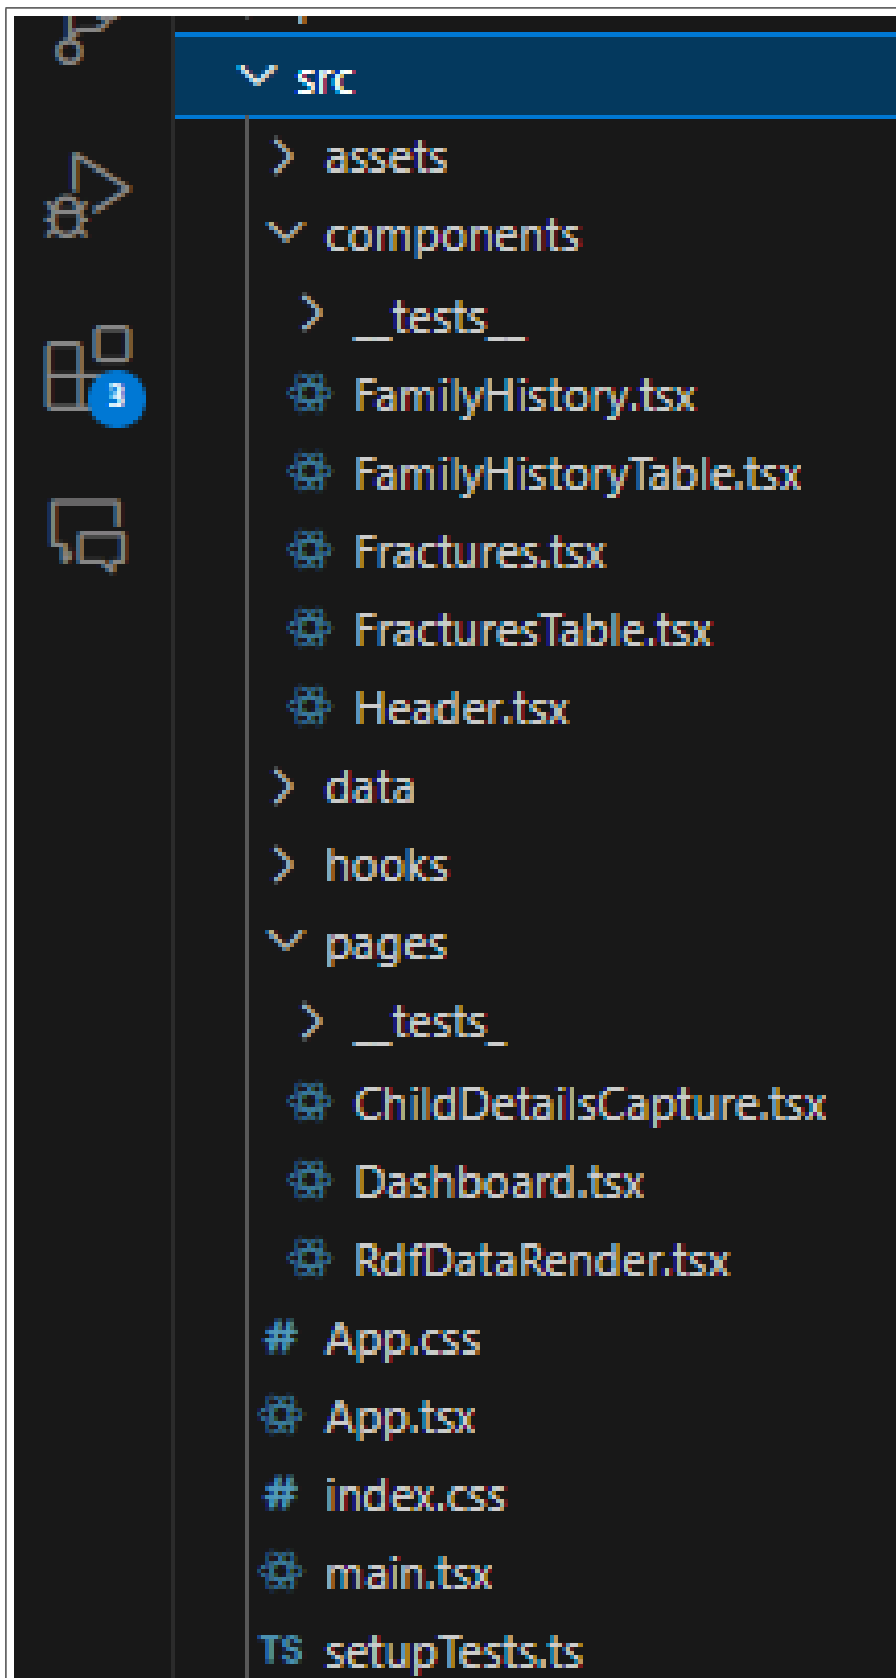 src
assets
components
__tests__
FamilyHistory.tsx
FamilyHistoryTable.tsx
Fractures.tsx
FracturesTable.tsx
Header.tsx
data
hooks
pages
__tests_
ChildDetailsCapture.tsx
Dashboard.tsx
RdfDataRender.tsx
# App.css
App.tsx
# index.css
main.tsx
TS setupTests.ts